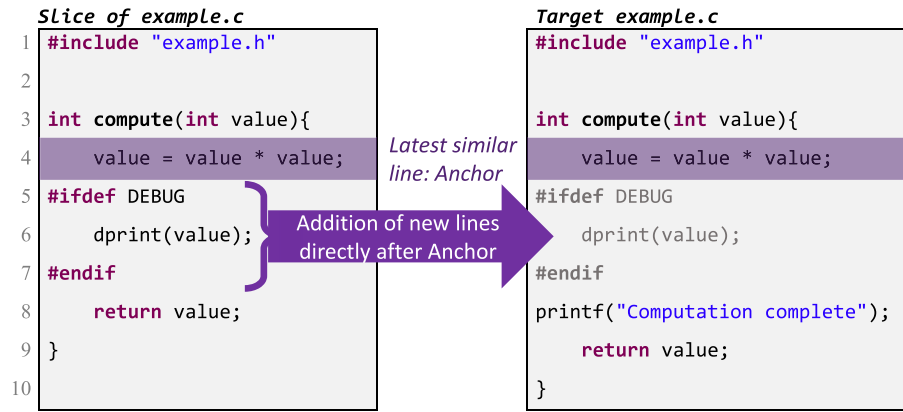 Slice of example.c
1 #include "example.h"
2
3 int compute(int value){
4 value = value * value;
5 #ifdef DEBUG
6 dprint(value);
7 #endif
8 return value;
9 }
10
Latest similar
line: Anchor
Addition of new lines
directly after Anchor
Target example.c
#include "example.h"
int compute(int value){
value = value * value;
#ifdef DEBUG
dprint(value);
#endif
printf("Computation complete");
return value;
}